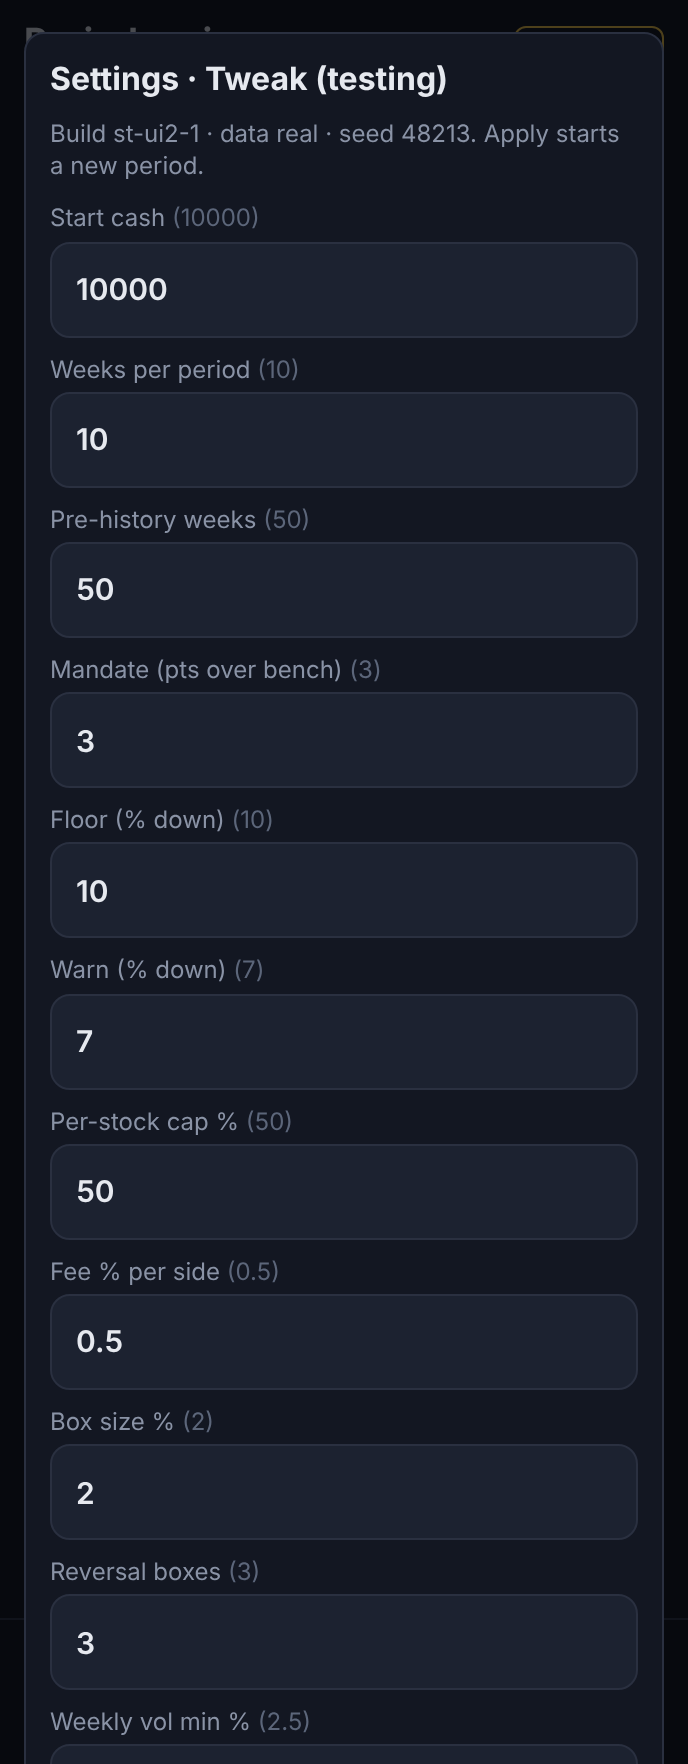 Settings · Tweak (testing)
Build st-ui2-1 · data real · seed 48213. Apply starts
a new period.
Start cash (10000)
10000
Weeks per period (10)
10
Pre-history weeks (50)
50
Mandate (pts over bench) (3)
3
Floor (% down) (10)
10
Warn (% down) (7)
7
Per-stock cap % (50)
50
Fee % per side (0.5)
0.5
Box size % (2)
2
Reversal boxes (3)
3
Weekly vol min % (2.5)